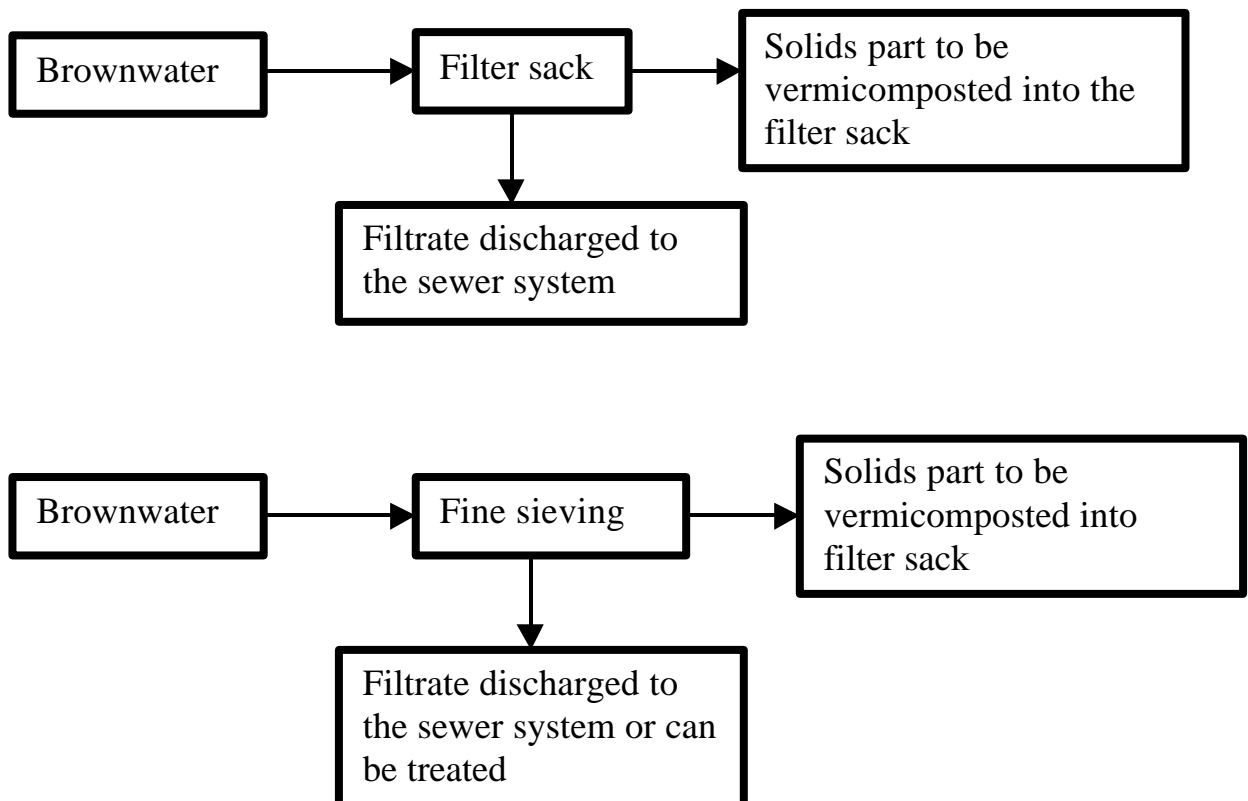 Brownwater
Filter sack
Solids part to be
vermicomposted into the
filter sack
Filtrate discharged to
the sewer system
Brownwater
Fine sieving
Solids part to be
vermicomposted into
filter sack
Filtrate discharged to
the sewer system or can
be treated